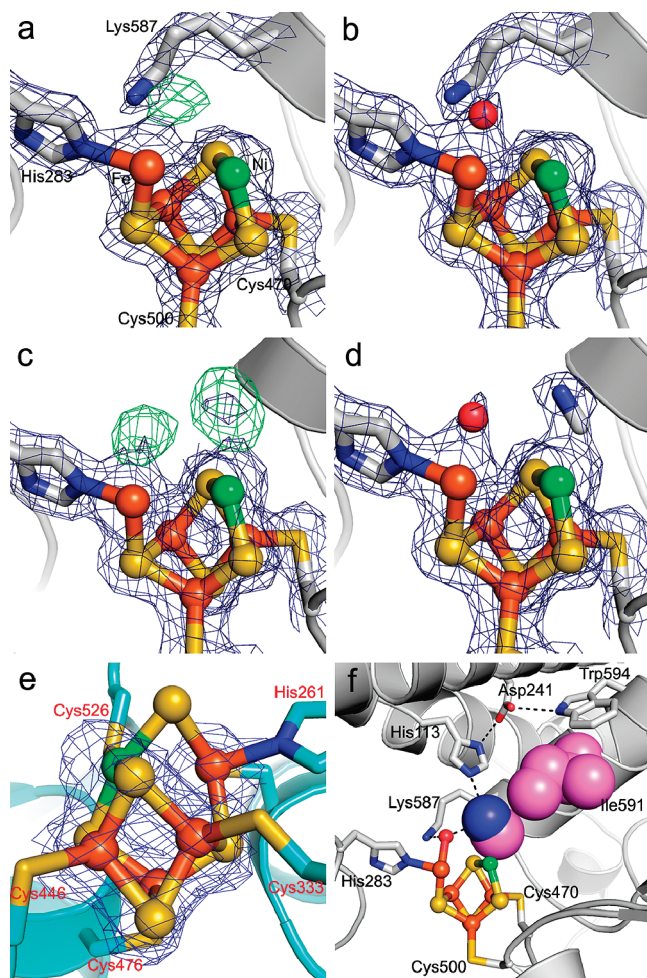 a
Lys587
His283
Fe
Ni
Cys470
Cys500
b
c
d
e
Cys526
His261
Cys446
Cys333
Cys476
f
Trp594
Asp241
His113
Lys587
Ile591
His283
Cys470
Cys500